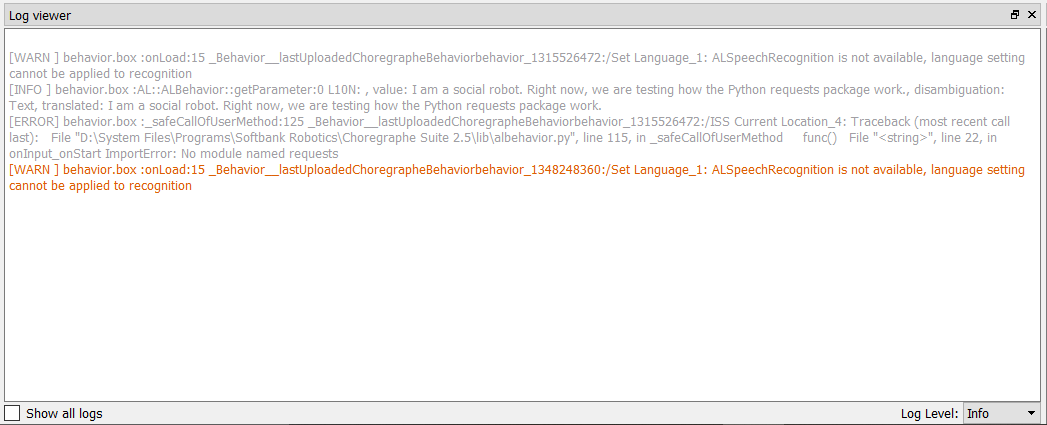 Log viewer
[WARN ] behavior.box :onLoad:15 _Behavior__lastUploadedChoregrapheBehaviorbehavior_1315526472:/Set Language_1: ALSpeechRecognition is not available, language setting
cannot be applied to recognition
[INFO ] behavior.box :AL::ALBehavior::getParameter:0 L10N: , value: I am a social robot. Right now, we are testing how the Python requests package work., disambiguation:
Text, translated: I am a social robot. Right now, we are testing how the Python requests package work.
[ERROR] behavior.box :_safeCallOfUserMethod:125 _Behavior__lastUploadedChoregrapheBehaviorbehavior_1315526472:/ISS Current Location_4: Traceback (most recent call
last):   File "D:\System Files\Programs\Softbank Robotics\Choregraphe Suite 2.5\lib\albehavior.py", line 115, in _safeCallOfUserMethod     func()   File "<string>", line 22, in
onInput_onStart ImportError: No module named requests
[WARN ] behavior.box :onLoad:15 _Behavior__lastUploadedChoregrapheBehaviorbehavior_1348248360:/Set Language_1: ALSpeechRecognition is not available, language setting
cannot be applied to recognition
Show all logs
Log Level: Info